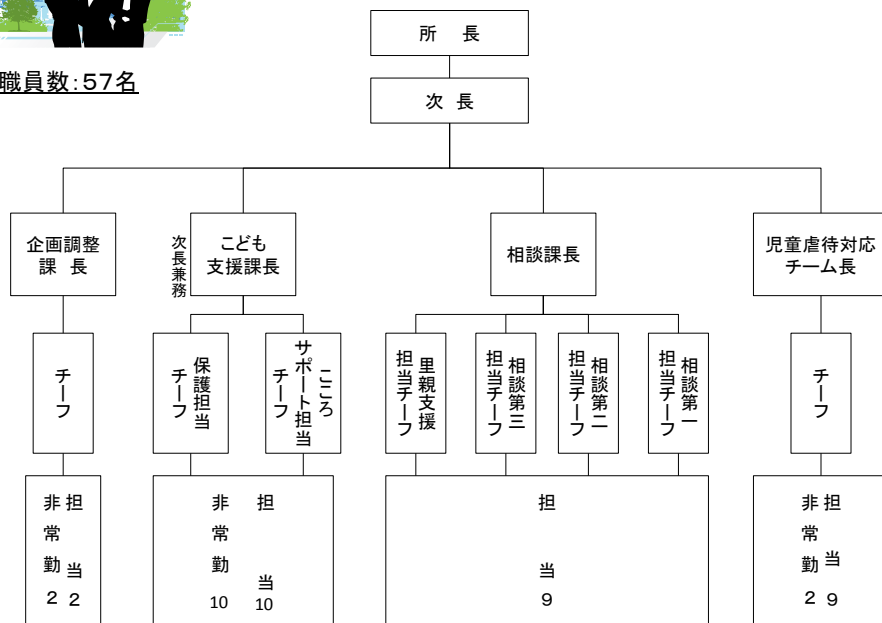 職員数:57名
所　長
次 長
企画調整
課　長
次長兼務
こども
支援課長
相談課長
児童虐待対応
チーム長
チーフ
保護担当
チーフ
こころ
サポート担当
チーフ
里親支援
担当チーフ
相談第三
担当チーフ
相談第二
担当チーフ
相談第一
担当チーフ
チーフ
担当2
非常勤2
担当10
非常勤10
担当9
担当9
非常勤2